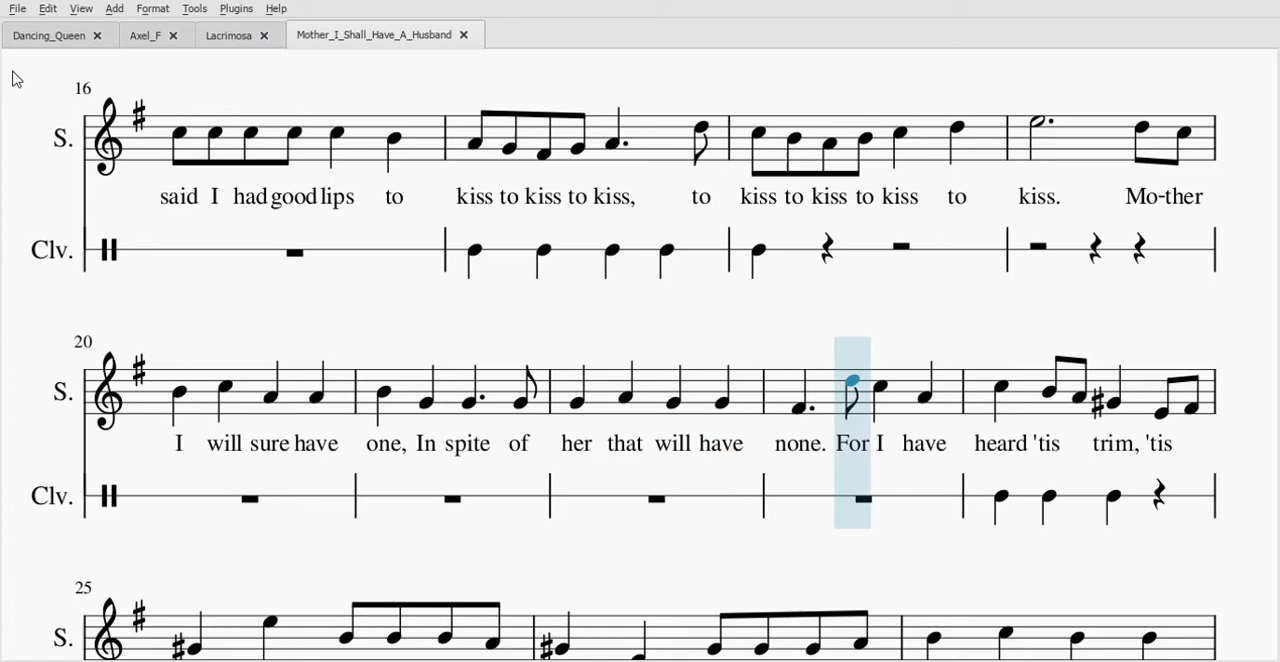 File Edit View Add Format Tools Plugins Help
Dancing_Queen Axel_F Lacrimosa Mother_I_Shall_Have_A_Husband
16
S.
said I had good lips to kiss to kiss to kiss, to kiss to kiss to kiss to kiss. Mo-ther
Clv.
20
S.
I will sure have one, In spite of her that will have none. For I have heard 'tis trim, 'tis
Clv.
25
S.